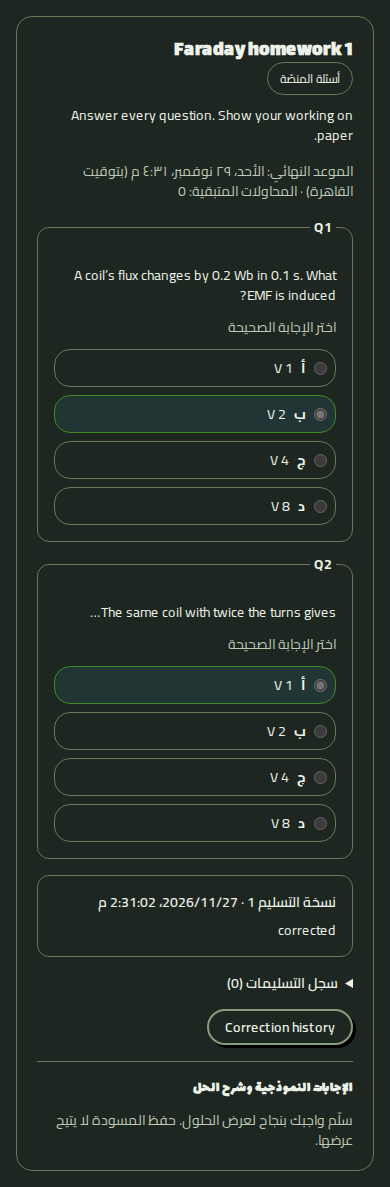 Faraday homework 1
أسئلة المنصّة
Answer every question. Show your working on
paper.
الموعد النهائي: الأحد، ٢٩ نوفمبر، ٤:٣١ م (بتوقيت
القاهرة) · المحاولات المتبقية: 0
Q1
A coil's flux changes by 0.2 Wb in 0.1 s. What
EMF is induced?
اختر الإجابة الصحيحة
أ 1 V
ب 2 V
ج 4 V
د 8 V
Q2
The same coil with twice the turns gives…
اختر الإجابة الصحيحة
أ 1 V
ب 2 V
ج 4 V
د 8 V
نسخة التسليم 1 · 2026/11/27، 2:31:02 م
corrected
سجل التسليمات (0)
Correction history
الإجابات النموذجية وشرح الحل
سلّم واجبك بنجاح لعرض الحلول. حفظ المسودة لا يتيح
عرضها.